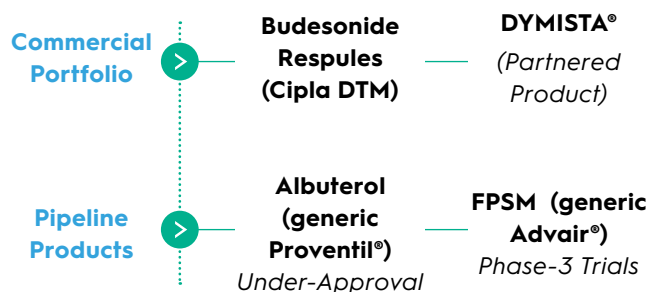 Commercial
Portfolio
Budesonide
Respules
(Cipla DTM)
DYMISTA®
(Partnered
Product)
Pipeline
Products
Albuterol
(generic
Proventil®)
Under-Approval
FPSM (generic
Advair®)
Phase-3 Trials